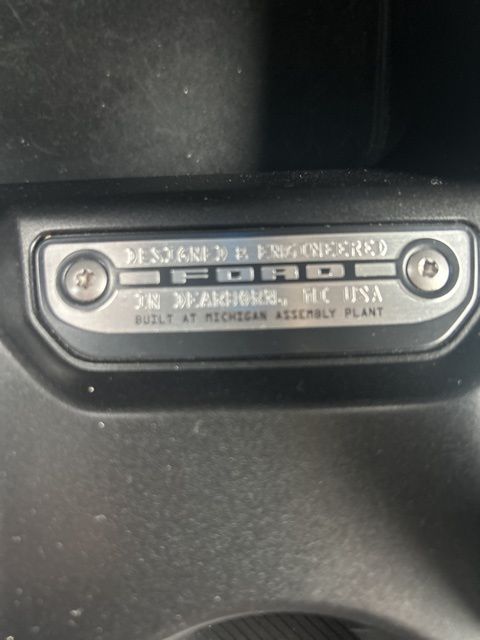 DESIGNED & ENGINEERED
FORD
IN DEARBORN, MI USA
BUILT AT MICHIGAN ASSEMBLY PLANT